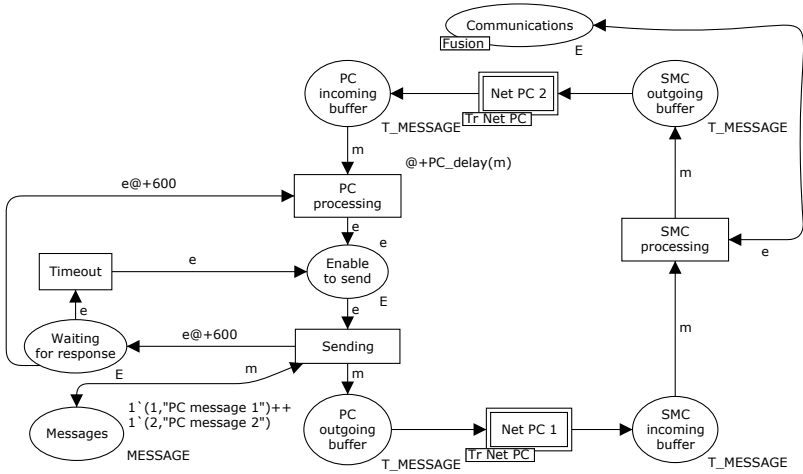 Communications
Fusion
E
PC
incoming
buffer
T_MESSAGE
Net PC 2
Tr Net PC
SMC
outgoing
buffer
T_MESSAGE
m
@+PC_delay(m)
m
e@+600
PC
processing
e
e
SMC
processing
e
Timeout
e
Enable
to send
E
e
e
Waiting
for response
E
e@+600
Sending
m
m
m
1`(1,"PC message 1")++
1`(2,"PC message 2")
Messages
MESSAGE
PC
outgoing
buffer
T_MESSAGE
Net PC 1
Tr Net PC
SMC
incoming
buffer
T_MESSAGE